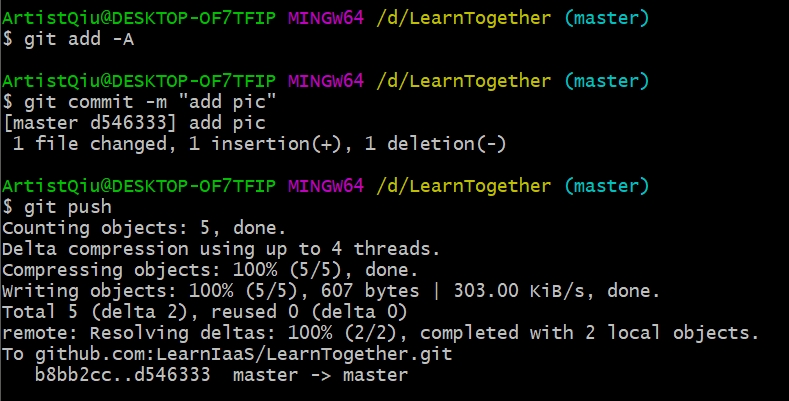 ArtistQiu@DESKTOP-OF7TFIP MINGW64 /d/LearnTogether (master)
$ git add -A
ArtistQiu@DESKTOP-OF7TFIP MINGW64 /d/LearnTogether (master)
$ git commit -m "add pic"
[master d546333] add pic
 1 file changed, 1 insertion(+), 1 deletion(-)
ArtistQiu@DESKTOP-OF7TFIP MINGW64 /d/LearnTogether (master)
$ git push
Counting objects: 5, done.
Delta compression using up to 4 threads.
Compressing objects: 100% (5/5), done.
Writing objects: 100% (5/5), 607 bytes | 303.00 KiB/s, done.
Total 5 (delta 2), reused 0 (delta 0)
remote: Resolving deltas: 100% (2/2), completed with 2 local objects.
To github.com:LearnIaaS/LearnTogether.git
   b8bb2cc..d546333  master -> master